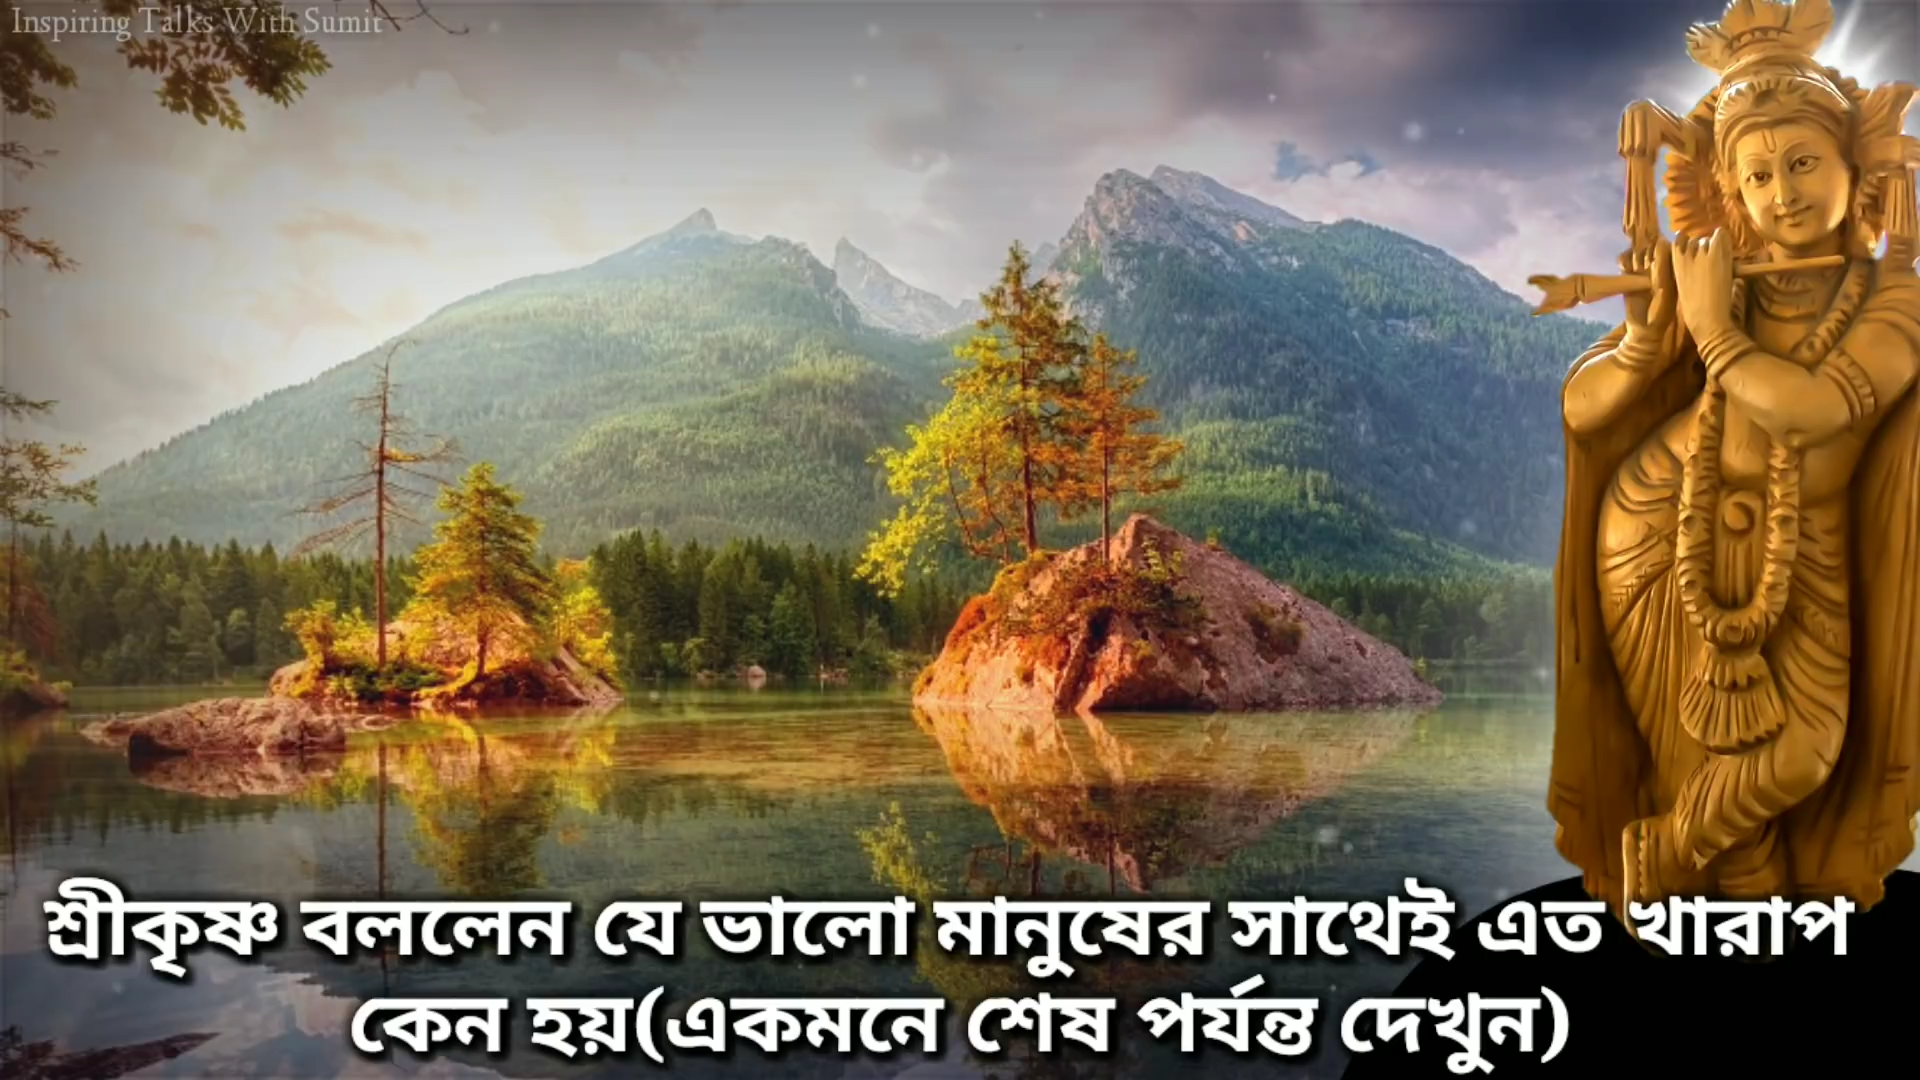 Inspiring Talks With Sumit
শ্রীকৃষ্ণ বললেন যে ভালো মানুষের সাথেই এত খারাপ
কেন হয়(একমনে শেষ পর্যন্ত দেখুন)